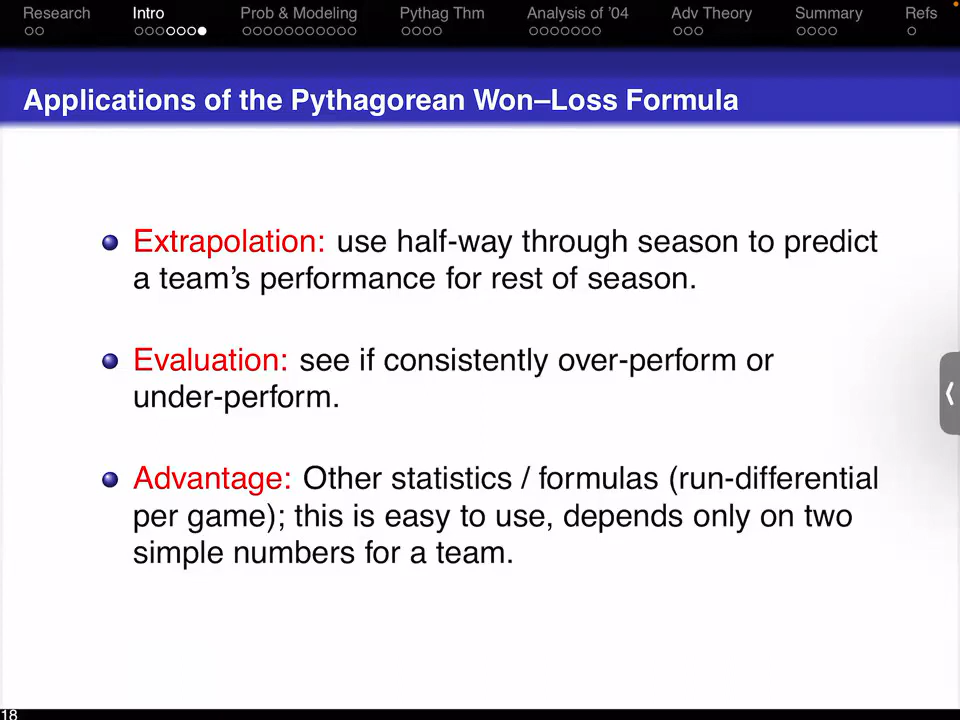 Research Intro Prob & Modeling Pythag Thm Analysis of ’04 Adv Theory Summary Refs
Applications of the Pythagorean Won–Loss Formula
Extrapolation: use half-way through season to predict
a team’s performance for rest of season.
Evaluation: see if consistently over-perform or
under-perform.
Advantage: Other statistics / formulas (run-differential
per game); this is easy to use, depends only on two
simple numbers for a team.
18